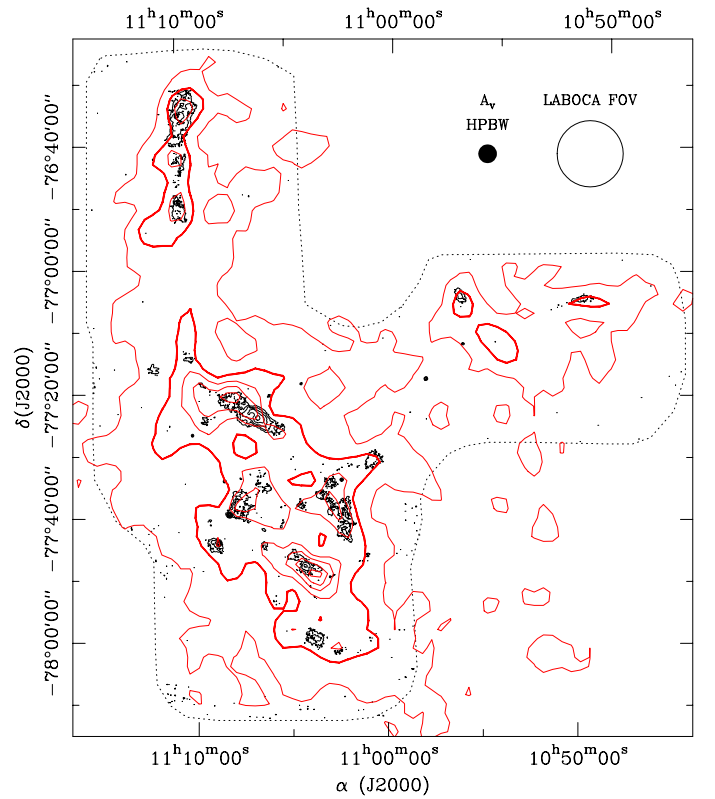 11ʰ10ᵐ00ˢ 11ʰ00ᵐ00ˢ 10ʰ50ᵐ00ˢ
Aᵥ LABOCA FOV
HPBW
−76°40′00″
−77°00′00″
−77°20′00″
−77°40′00″
−78°00′00″
δ(J2000)
11ʰ10ᵐ00ˢ 11ʰ00ᵐ00ˢ 10ʰ50ᵐ00ˢ
α (J2000)